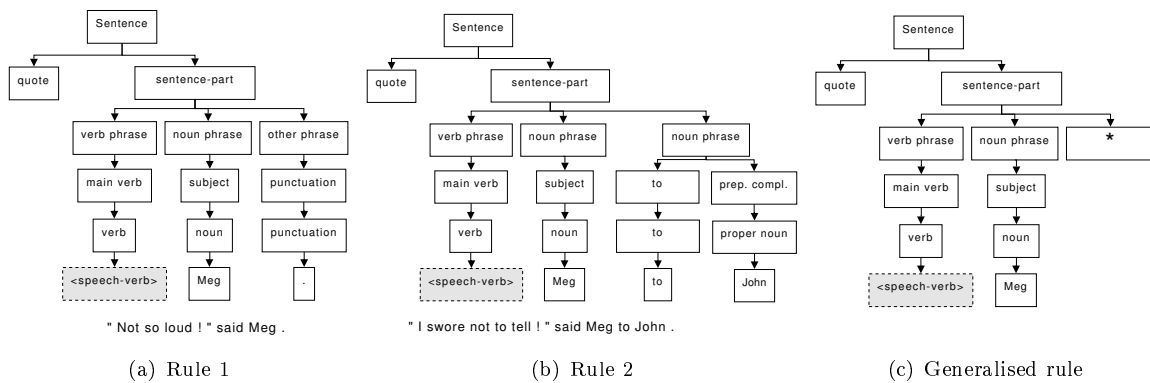 Sentence
quote
sentence-part
verb phrase
noun phrase
other phrase
main verb
subject
punctuation
verb
noun
punctuation
<speech-verb>
Meg
.
" Not so loud ! " said Meg .
(a) Rule 1
Sentence
quote
sentence-part
verb phrase
noun phrase
noun phrase
main verb
subject
to
prep. compl.
verb
noun
to
proper noun
<speech-verb>
Meg
to
John
" I swore not to tell ! " said Meg to John .
(b) Rule 2
Sentence
quote
sentence-part
verb phrase
noun phrase
*
main verb
subject
verb
noun
<speech-verb>
Meg
(c) Generalised rule